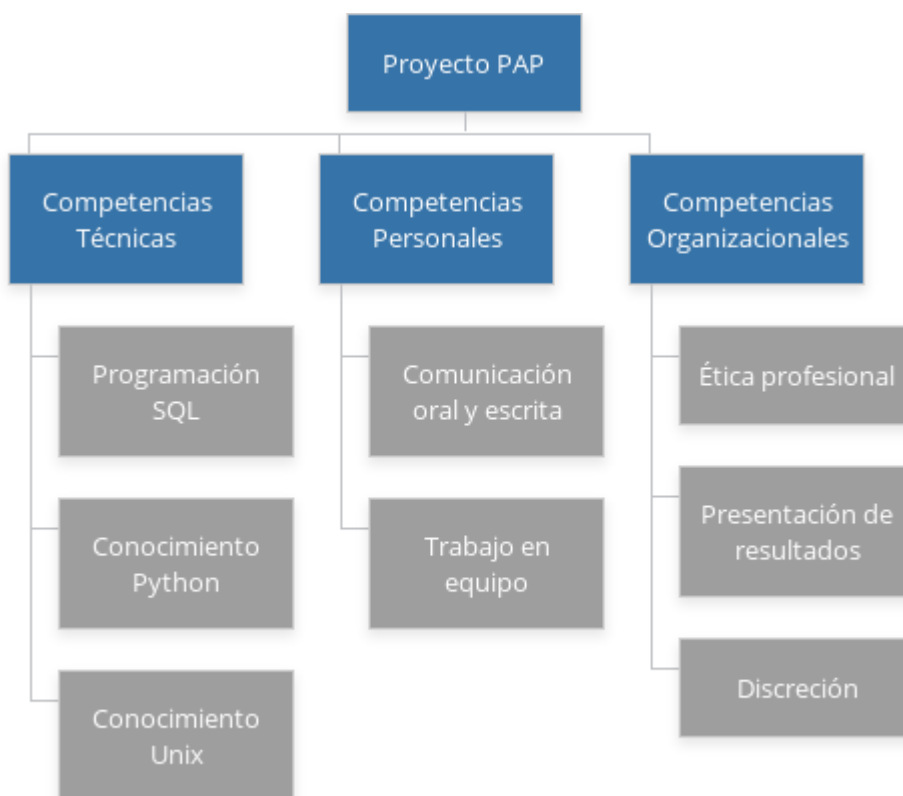 Proyecto PAP
Competencias
Técnicas
Competencias
Personales
Competencias
Organizacionales
Programación
SQL
Conocimiento
Python
Conocimiento
Unix
Comunicación
oral y escrita
Trabajo en
equipo
Ética profesional
Presentación de
resultados
Discreción